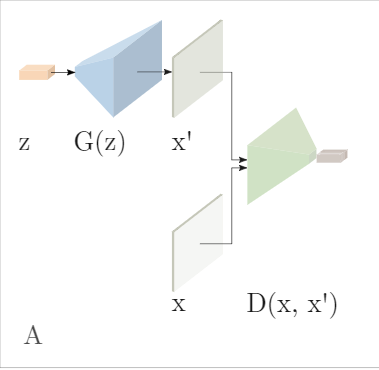 z G(z) x'
x D(x, x')
A